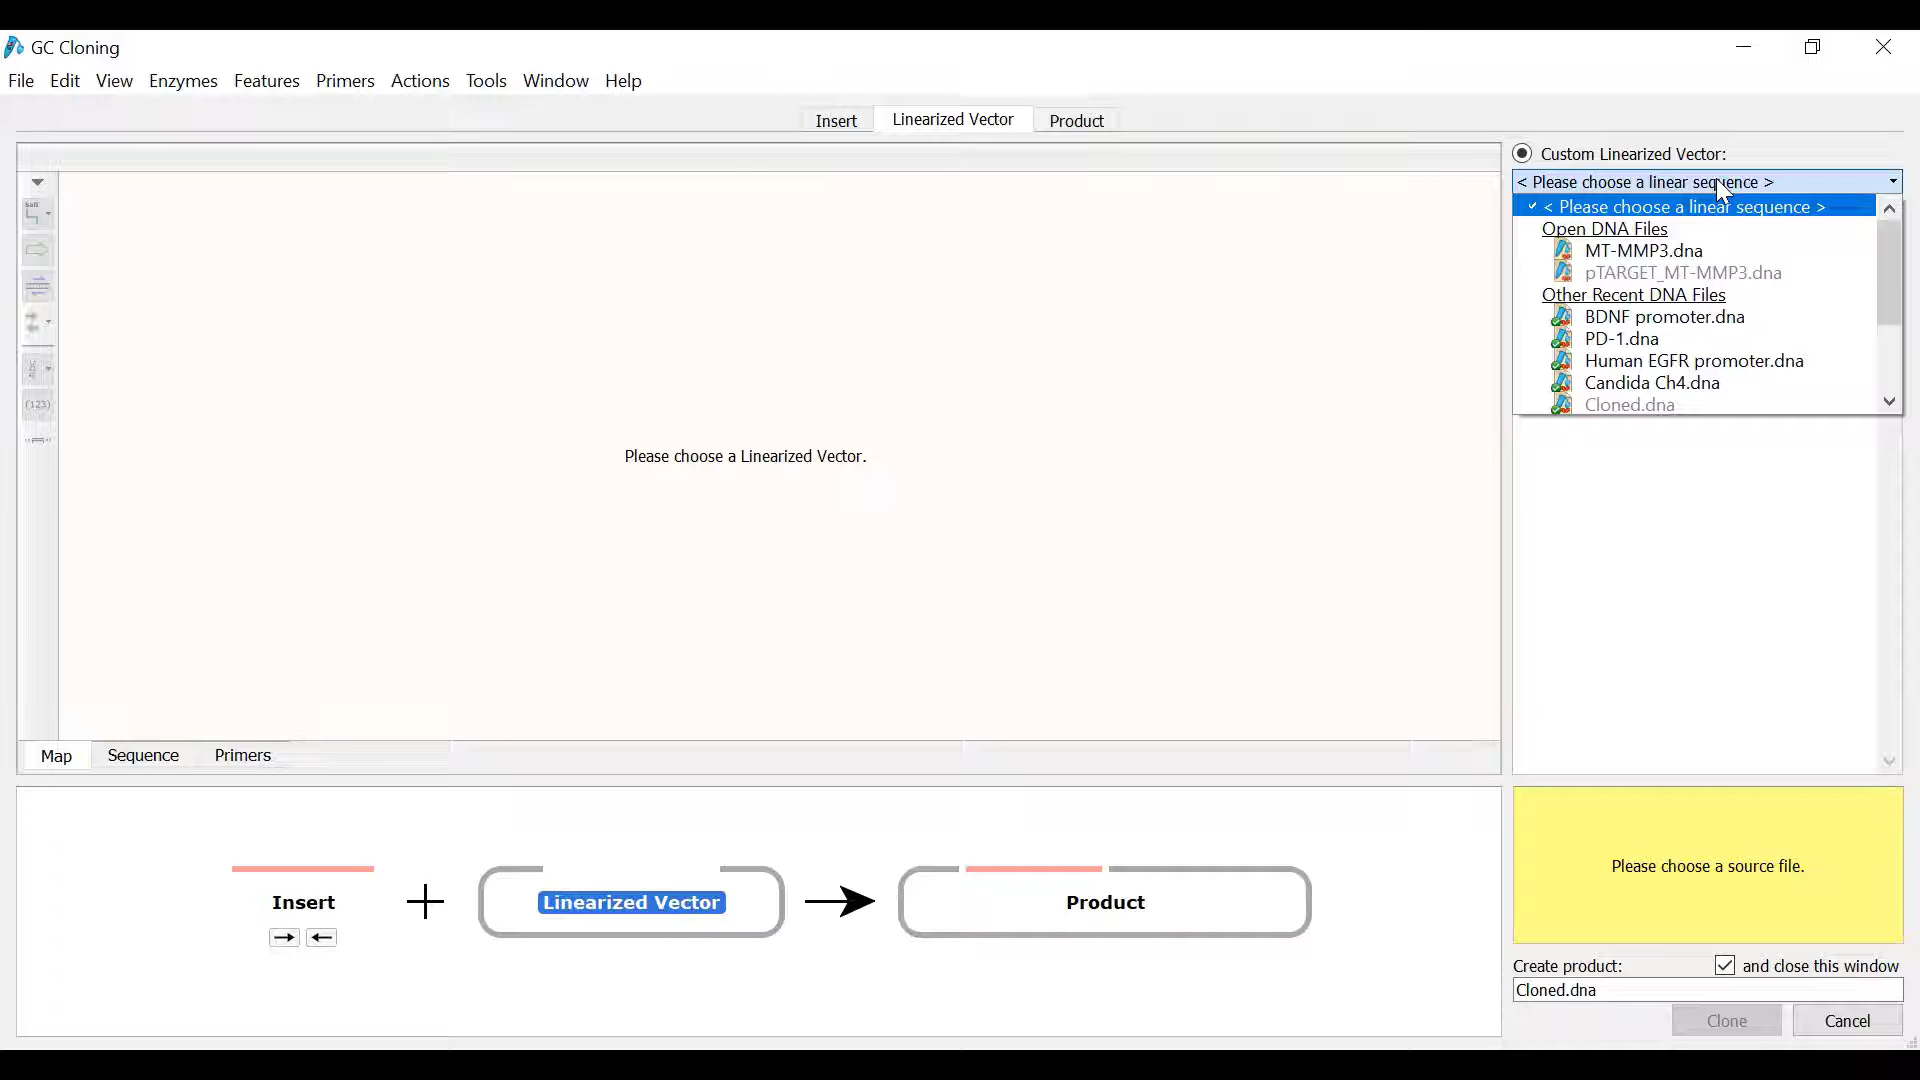 GC Cloning
File Edit View Enzymes Features Primers Actions Tools Window Help
Insert Linearized Vector Product
Custom Linearized Vector:
< Please choose a linear sequence >
< Please choose a linear sequence >
Open DNA Files
MT-MMP3.dna
pTARGET_MT-MMP3.dna
Other Recent DNA Files
BDNF promoter.dna
PD-1.dna
Human EGFR promoter.dna
Candida Ch4.dna
Cloned.dna
(123)
Please choose a Linearized Vector.
Map Sequence Primers
Insert
Linearized Vector
Product
Please choose a source file.
Create product: and close this window
Cloned.dna
Clone Cancel